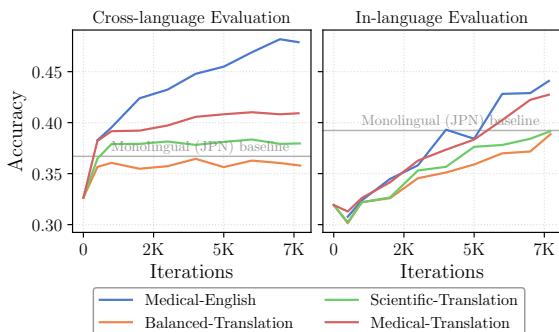 Cross-language Evaluation
In-language Evaluation
Accuracy
0.45
0.40
0.35
0.30
Monolingual (JPN) baseline
Monolingual (JPN) baseline
0
2K
5K
7K
0
2K
5K
7K
Iterations
Iterations
Medical-English
Scientific-Translation
Balanced-Translation
Medical-Translation